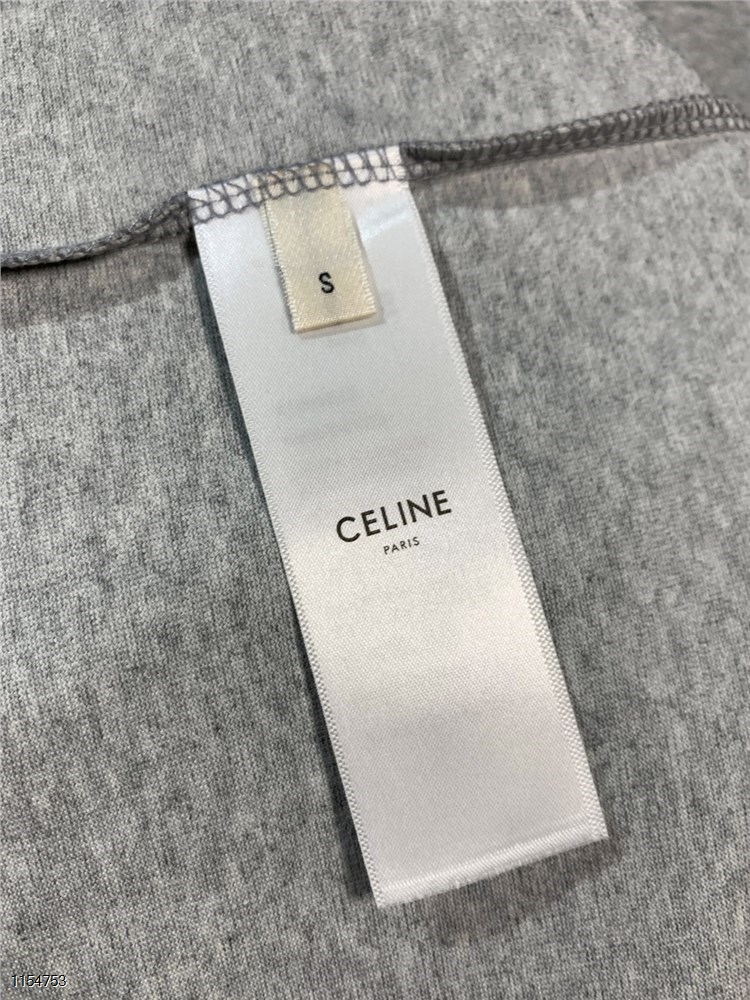 S
CELINE
PARIS
1154753